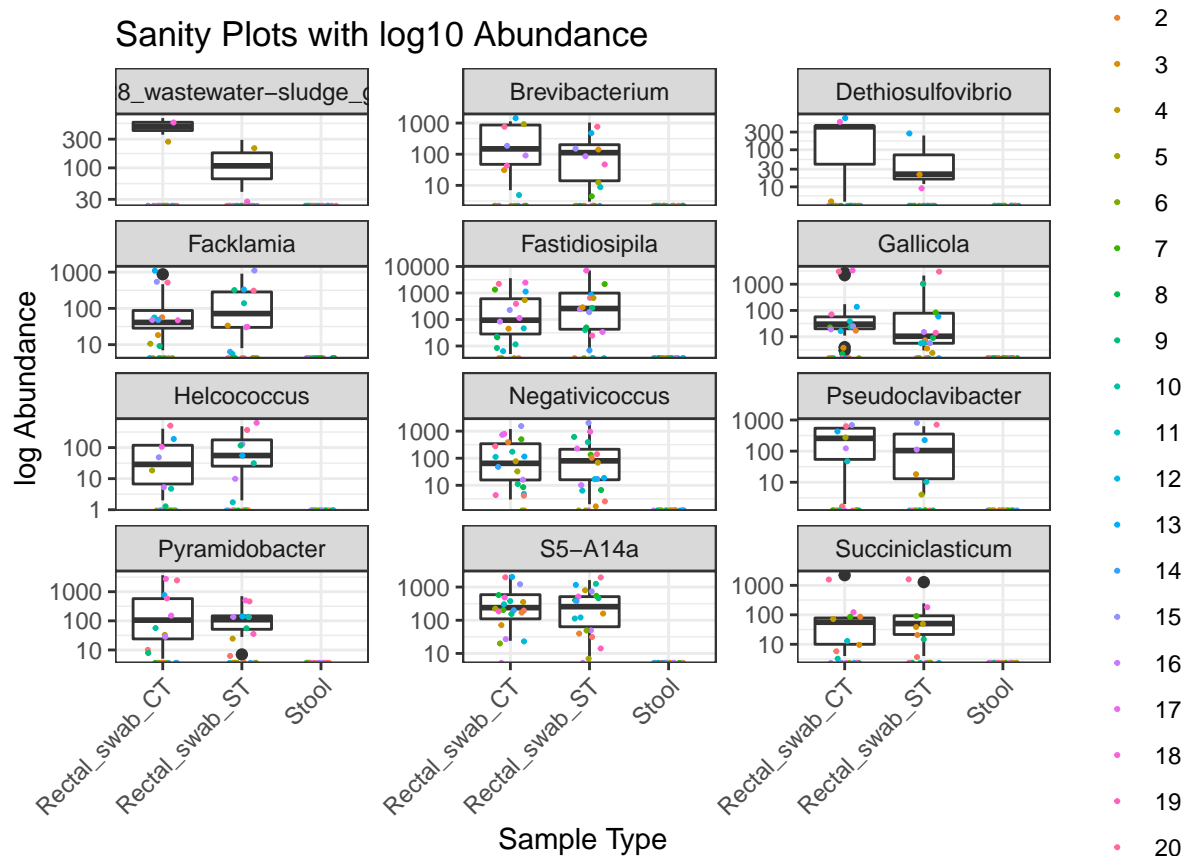 Sanity Plots with log10 Abundance
8_wastewater−sludge_g
Brevibacterium
Dethiosulfovibrio
300
100
30
1000
100
10
300
100
30
10
Facklamia
Fastidiosipila
Gallicola
1000
100
10
10000
1000
100
10
1000
10
Helcococcus
Negativicoccus
Pseudoclavibacter
100
10
1
1000
100
10
1000
100
10
Pyramidobacter
S5−A14a
Succiniclasticum
1000
100
10
1000
100
10
1000
100
10
Rectal_swab_CT
Rectal_swab_ST
Stool
Rectal_swab_CT
Rectal_swab_ST
Stool
Rectal_swab_CT
Rectal_swab_ST
Stool
Sample Type
log Abundance
2
3
4
5
6
7
8
9
10
11
12
13
14
15
16
17
18
19
20